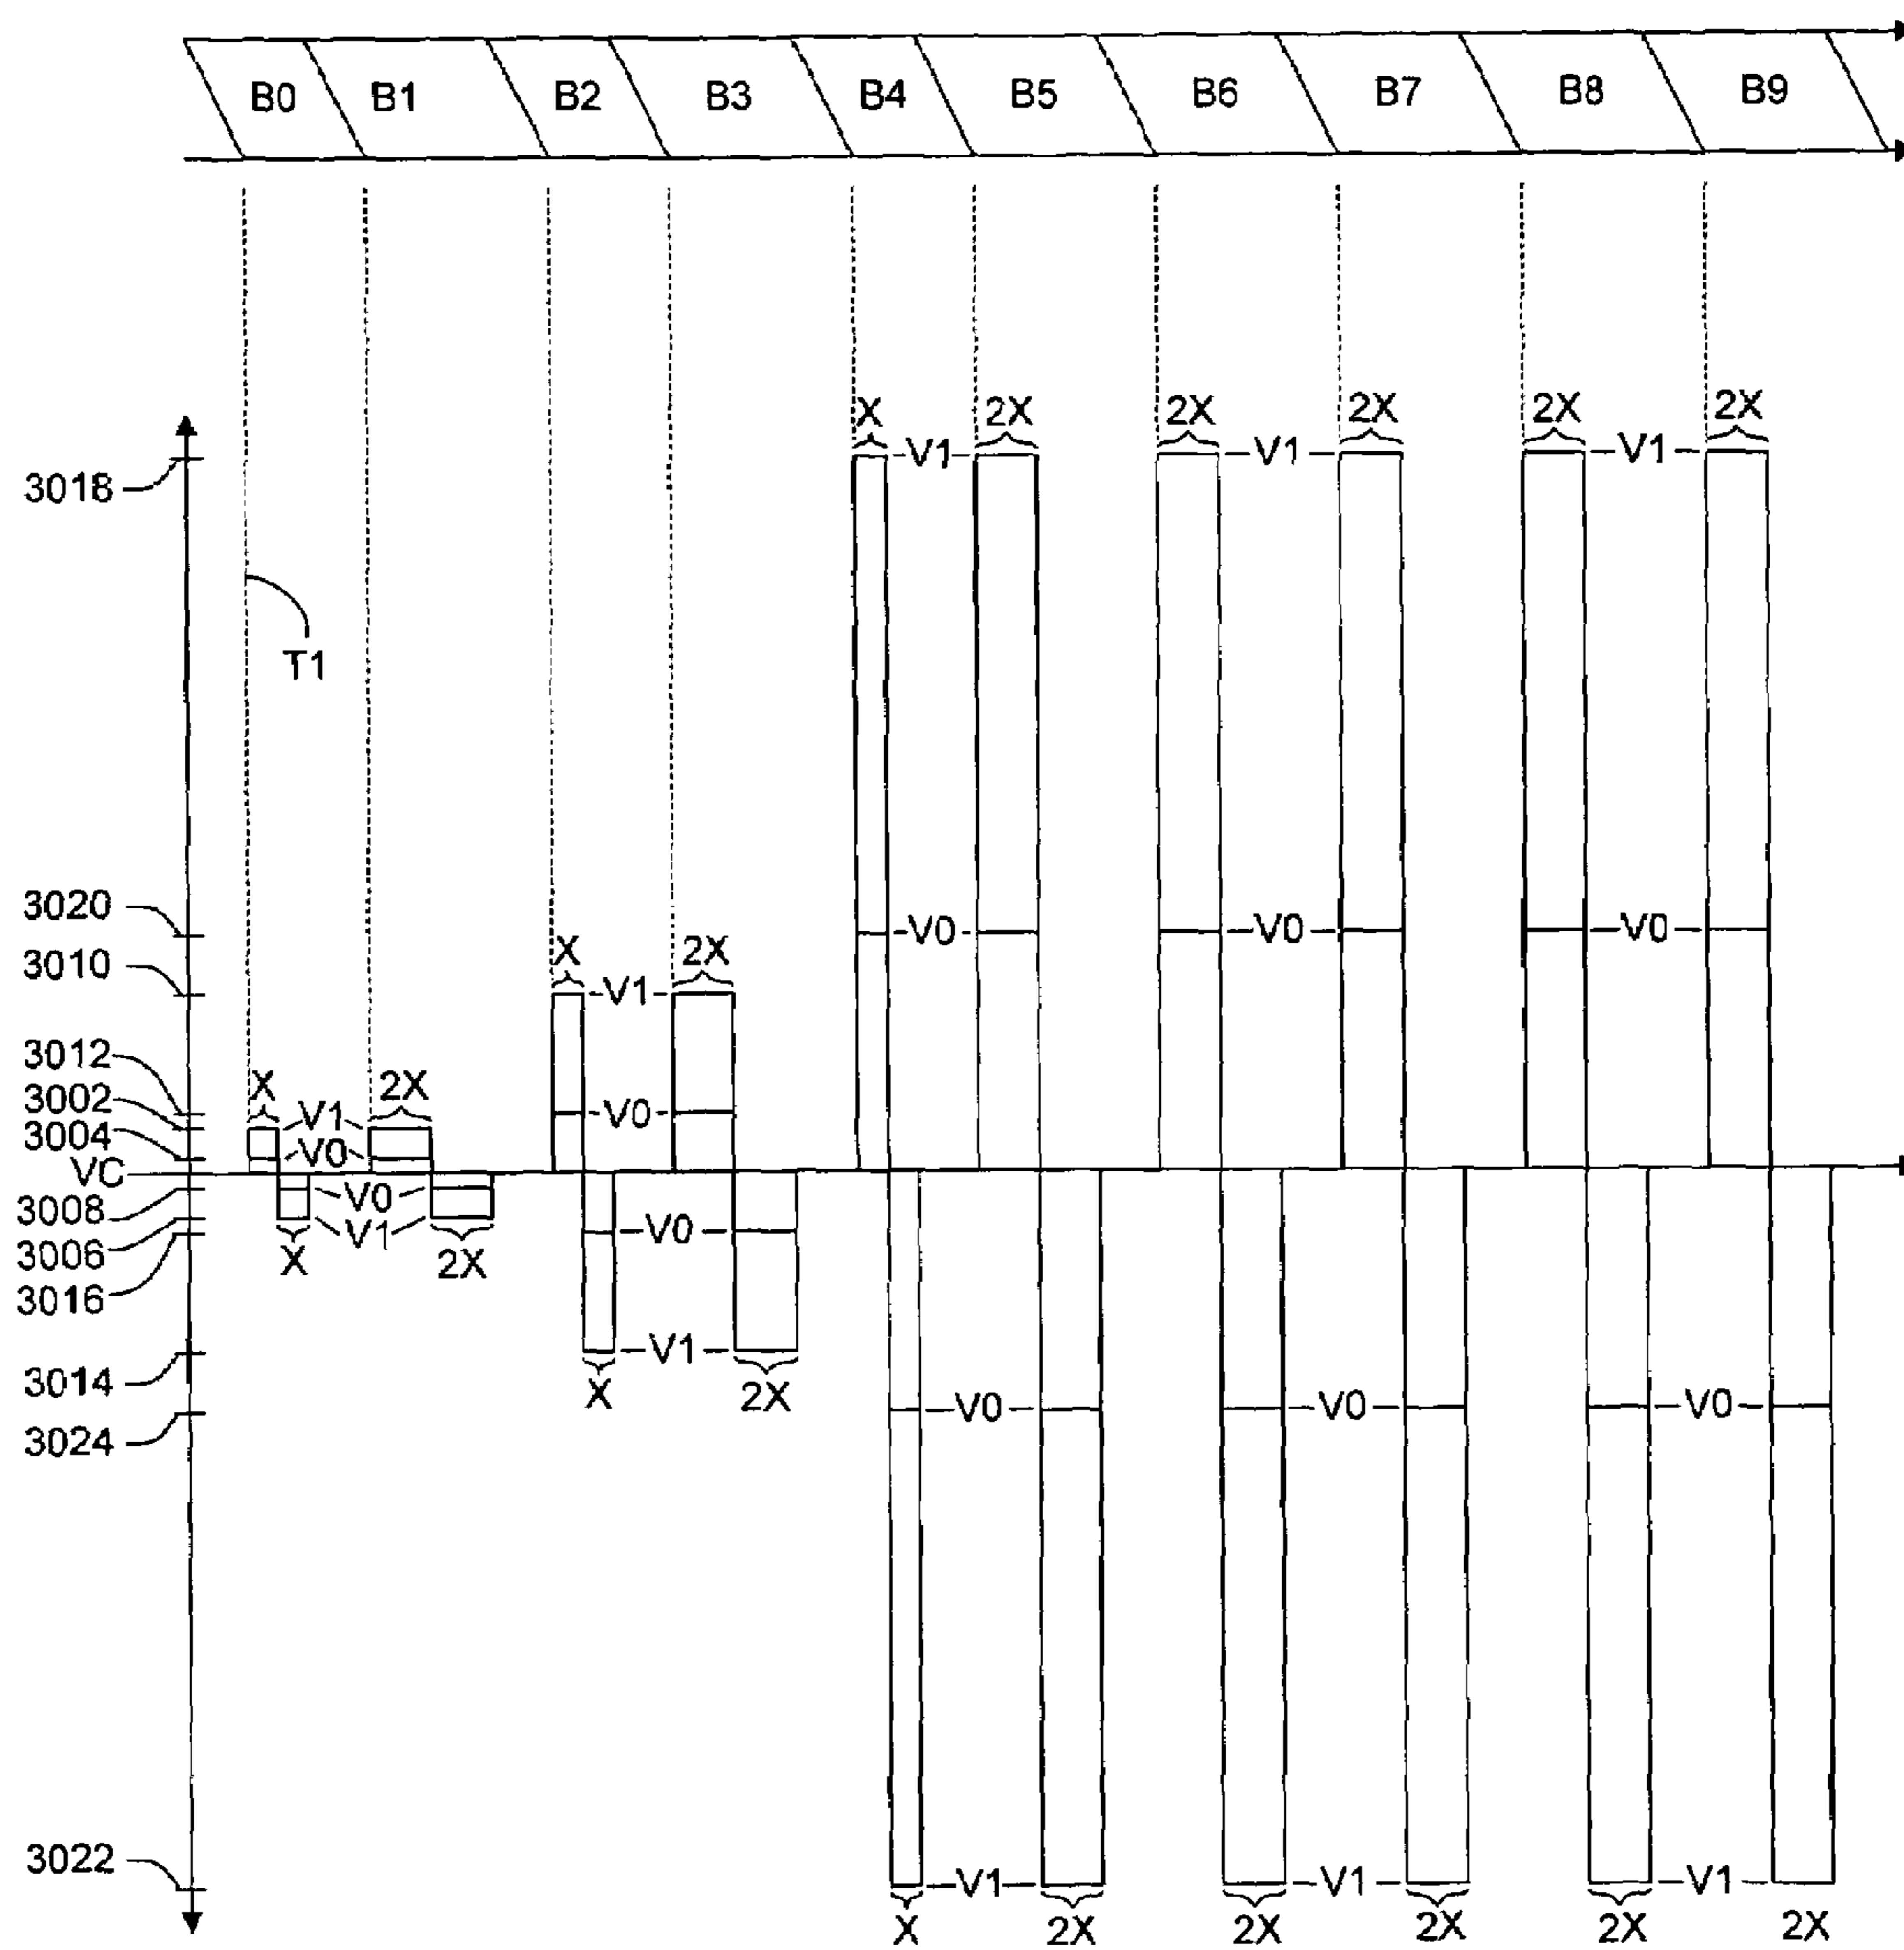 B0 B1 B2 B3 B4 B5 B6 B7 B8 B9
X 2X 2X 2X 2X 2X
V1 V1 V1
3018
T1
3020 V0 V0 V0
3010 X 2X
V1
3012
3002 X 2X
V1 V0
3004 V0
VC
3008 V0
3006 V1 V0
X 2X
3016
3014 V1
X 2X
3024 V0 V0 V0
3022 V1 V1 V1
X 2X 2X 2X 2X 2X